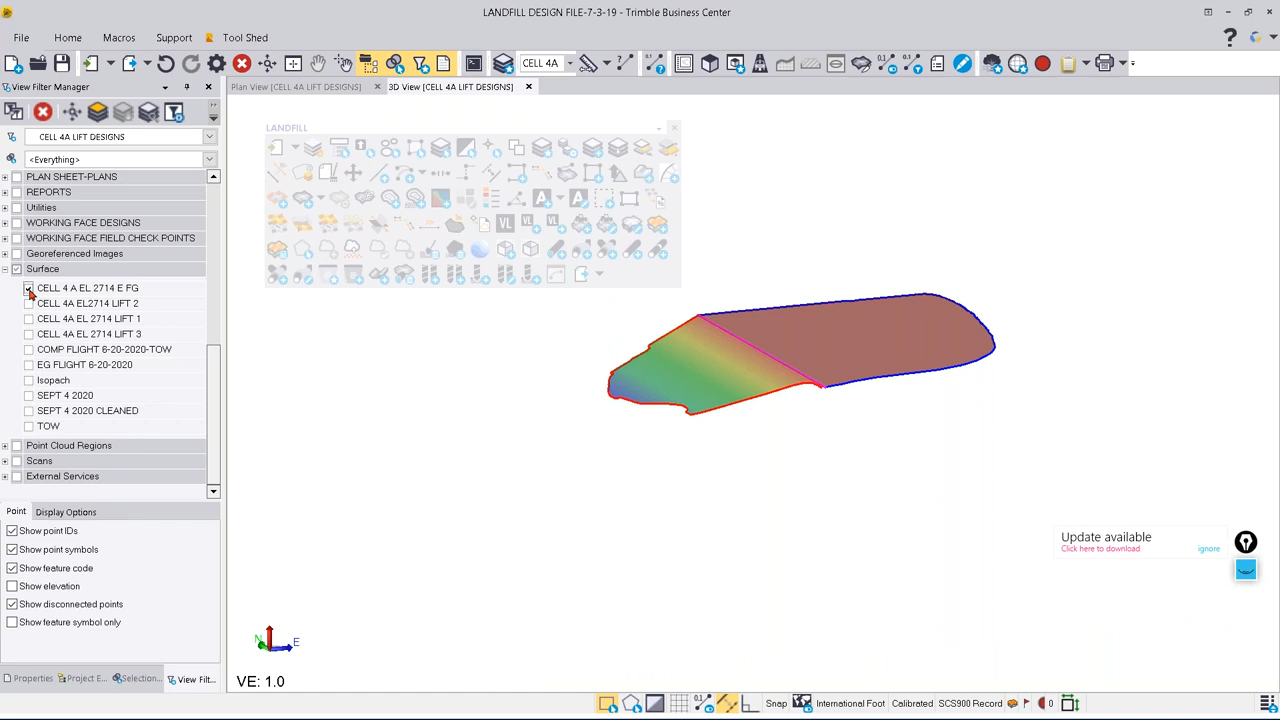 LANDFILL DESIGN FILE-7-3-19 - Trimble Business Center
File
Home
Macros
Support
Tool Shed
CELL 4A
View Filter Manager
Plan View [CELL 4A LIFT DESIGNS]
3D View [CELL 4A LIFT DESIGNS]
CELL 4A LIFT DESIGNS
<Everything>
PLAN SHEET-PLANS
REPORTS
Utilities
WORKING FACE DESIGNS
WORKING FACE FIELD CHECK POINTS
Georeferenced Images
Surface
CELL 4 A EL 2714 E FG
CELL 4A EL2714 LIFT 2
CELL 4A EL 2714 LIFT 1
CELL 4A EL 2714 LIFT 3
COMP FLIGHT 6-20-2020-TOW
EG FLIGHT 6-20-2020
Isopach
SEPT 4 2020
SEPT 4 2020 CLEANED
TOW
Point Cloud Regions
Scans
External Services
Point
Display Options
Show point IDs
Show point symbols
Show feature code
Show elevation
Show disconnected points
Show feature symbol only
Properties
Project E...
Selection...
View Filt...
LANDFILL
VL
VL
VL
Update available
Click here to download
ignore
N
E
VE: 1.0
Snap
International Foot
Calibrated
SCS900 Record
0